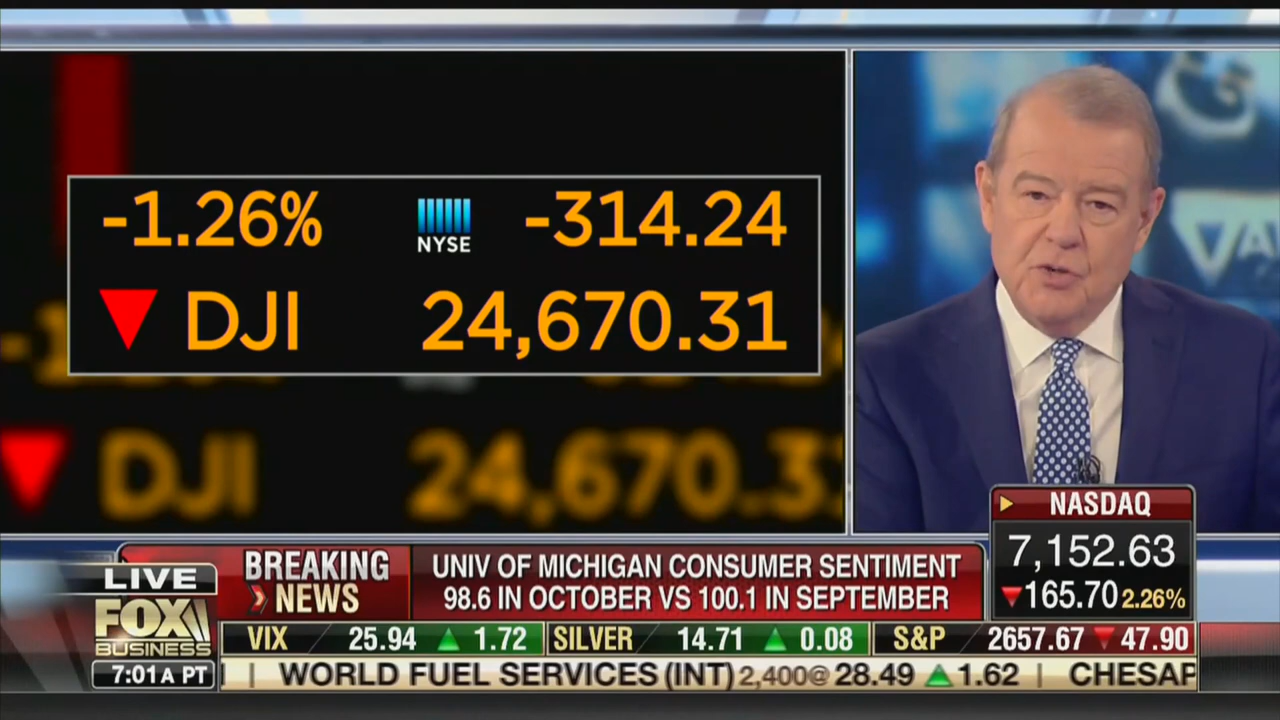 -1.26% NYSE -314.24
▼ DJI 24,670.31
DJI 24,670.3
NASDAQ
7,152.63
▼165.70 2.26%
BREAKING
NEWS
UNIV OF MICHIGAN CONSUMER SENTIMENT
98.6 IN OCTOBER VS 100.1 IN SEPTEMBER
LIVE
FOX
BUSINESS
7:01A PT
VIX 25.94 ▲ 1.72 SILVER 14.71 ▲ 0.08 S&P 2657.67 ▼ 47.90
WORLD FUEL SERVICES (INT) 2,400@ 28.49 ▲1.62 | CHESAP